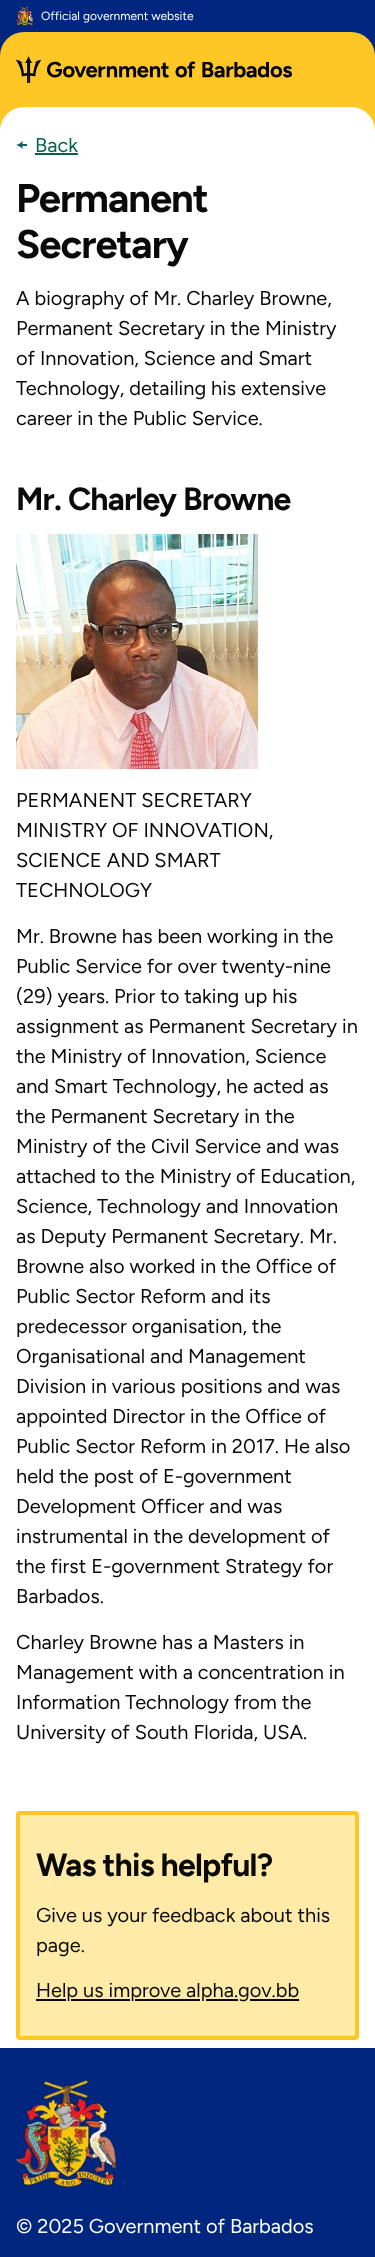 Official government website
Government of Barbados
Back
Permanent
Secretary
A biography of Mr. Charley Browne,
Permanent Secretary in the Ministry
of Innovation, Science and Smart
Technology, detailing his extensive
career in the Public Service.
Mr. Charley Browne
PERMANENT SECRETARY
MINISTRY OF INNOVATION,
SCIENCE AND SMART
TECHNOLOGY
Mr. Browne has been working in the
Public Service for over twenty-nine
(29) years. Prior to taking up his
assignment as Permanent Secretary in
the Ministry of Innovation, Science
and Smart Technology, he acted as
the Permanent Secretary in the
Ministry of the Civil Service and was
attached to the Ministry of Education,
Science, Technology and Innovation
as Deputy Permanent Secretary. Mr.
Browne also worked in the Office of
Public Sector Reform and its
predecessor organisation, the
Organisational and Management
Division in various positions and was
appointed Director in the Office of
Public Sector Reform in 2017. He also
held the post of E-government
Development Officer and was
instrumental in the development of
the first E-government Strategy for
Barbados.
Charley Browne has a Masters in
Management with a concentration in
Information Technology from the
University of South Florida, USA.
Was this helpful?
Give us your feedback about this
page.
Help us improve alpha.gov.bb
PRIDE AND INDUSTRY
© 2025 Government of Barbados